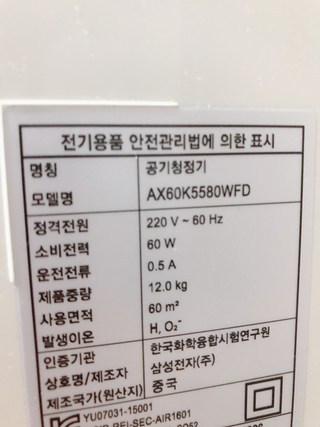 전기용품 안전관리법에 의한 표시
명칭 공기청정기
모델명 AX60K5580WFD
정격전원 220 V ~ 60 Hz
소비전력 60 W
운전전류 0.5 A
제품중량 12.0 kg
사용면적 60 m²
발생이온 H, O₂⁻
인증기관 한국화학융합시험연구원
상호명/제조자 삼성전자(주)
제조국가(원산지) 중국
YU07031-15001
REI-SEC-AIR1601